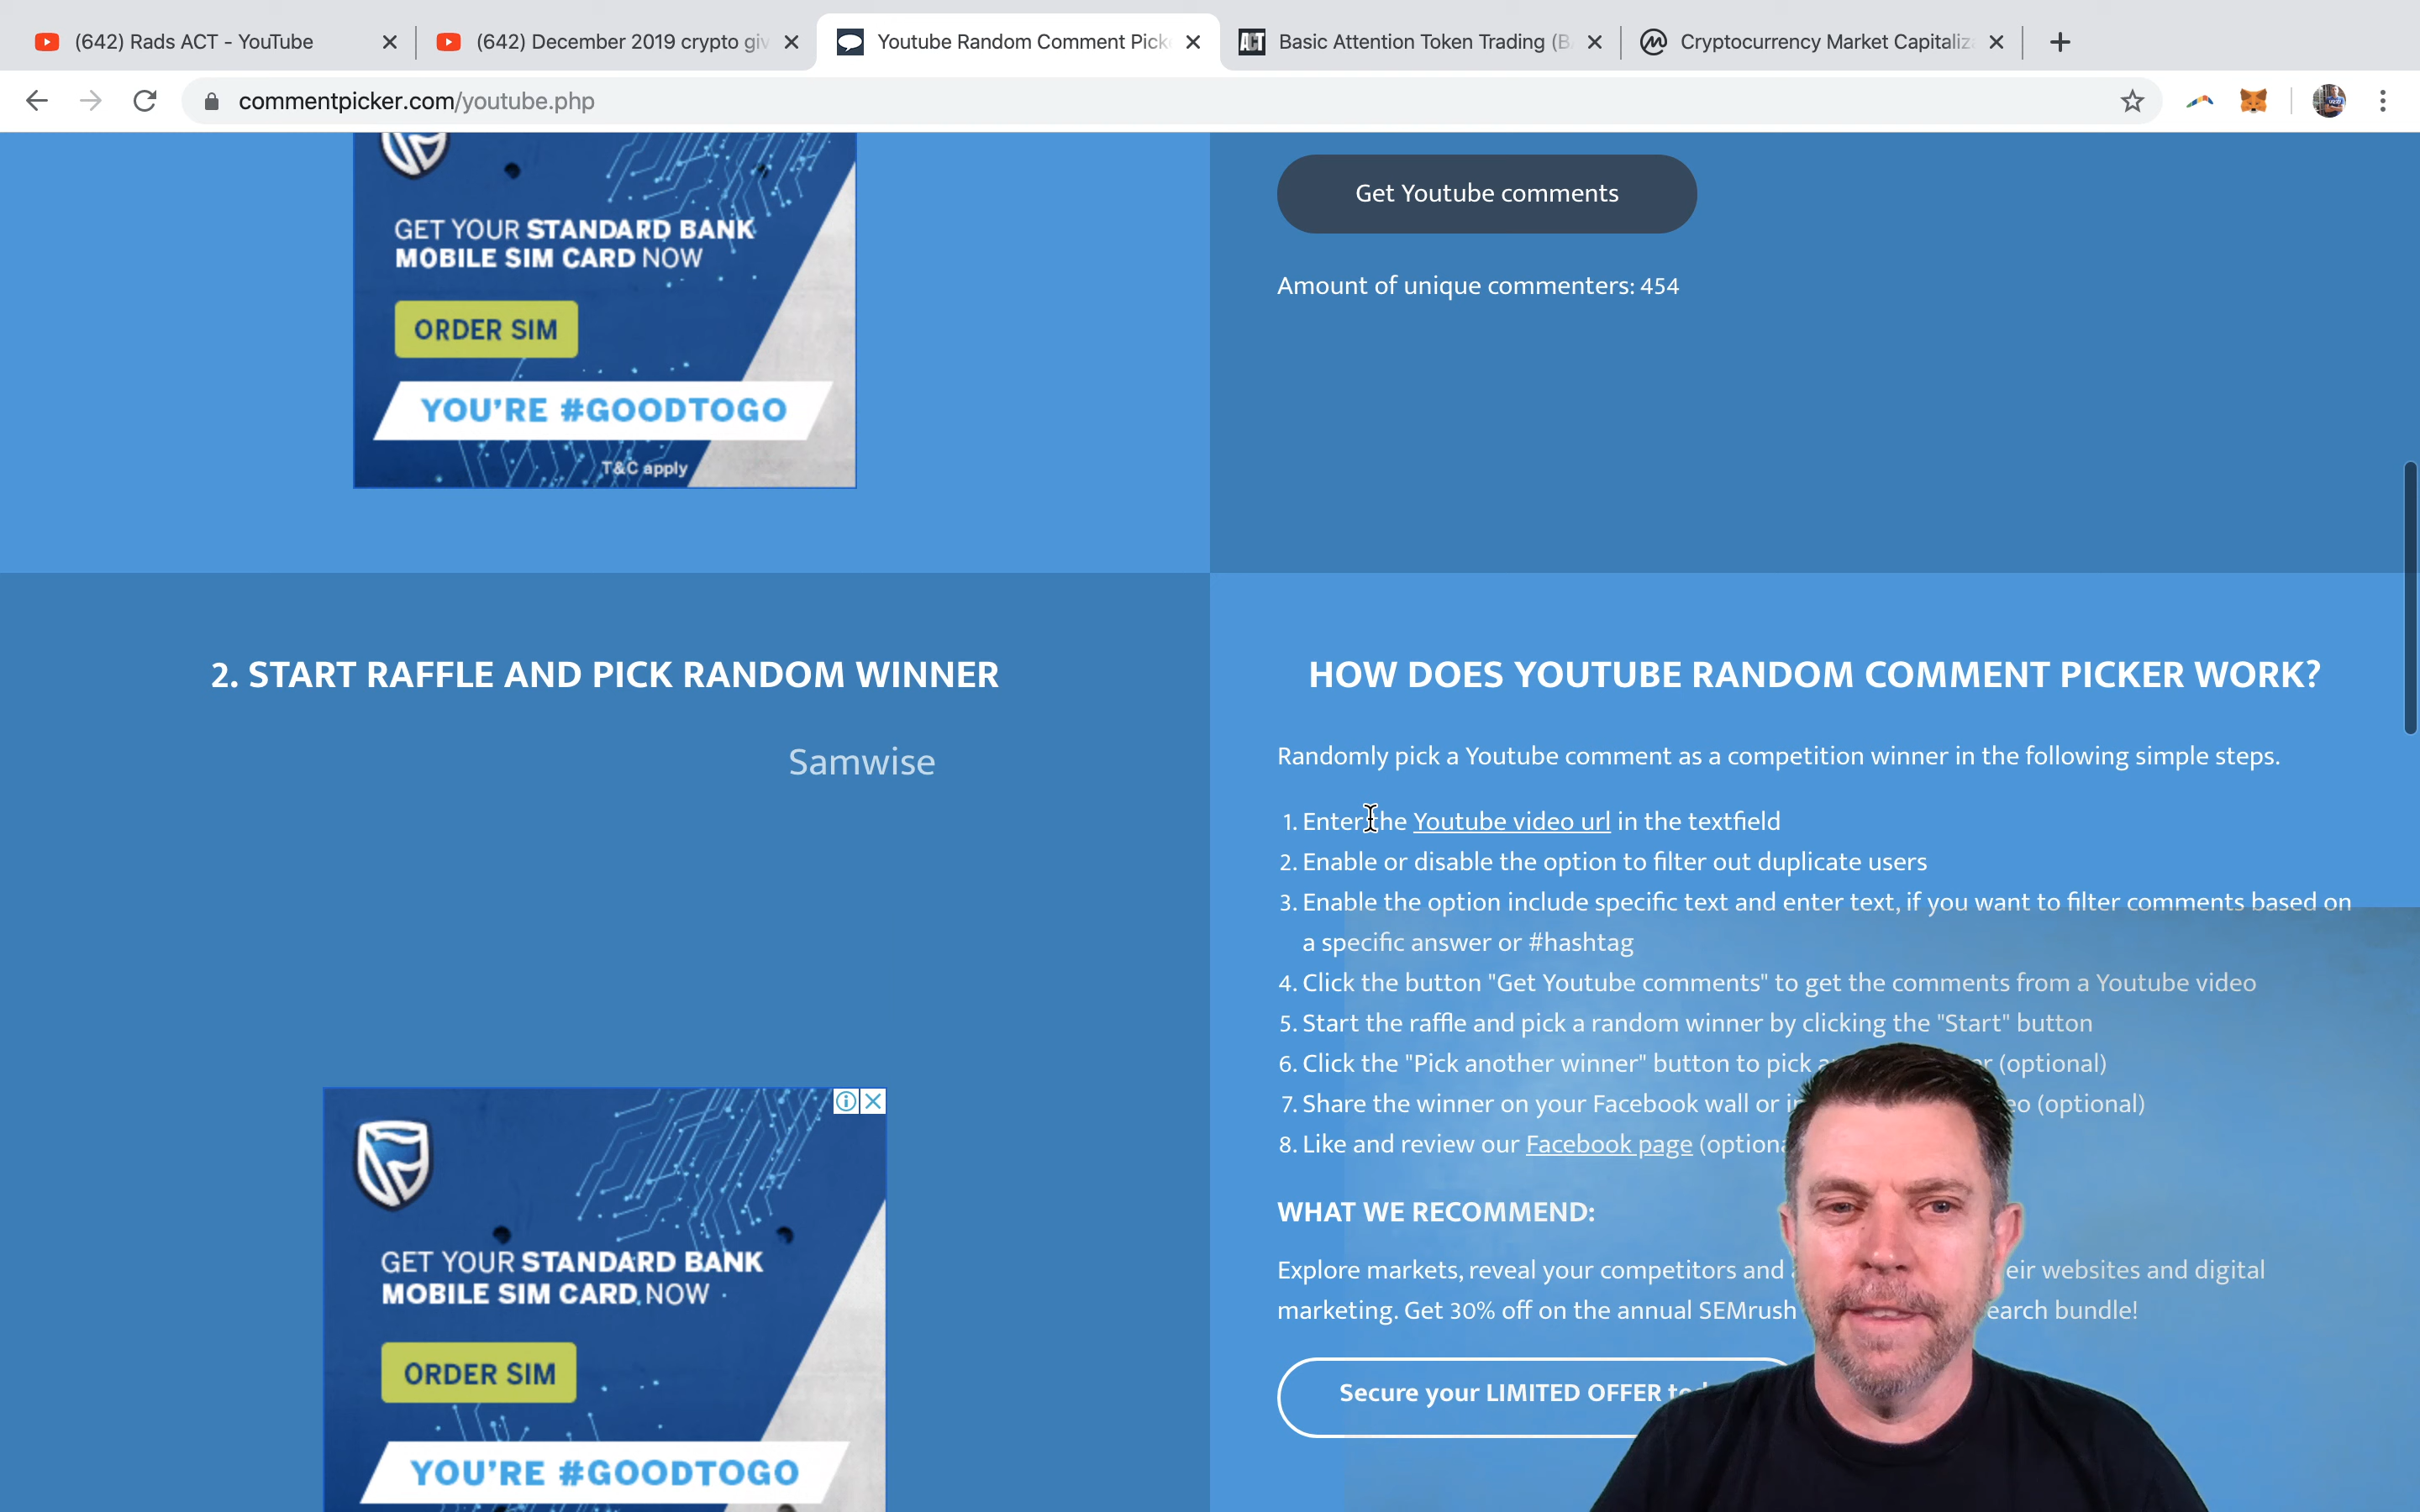 (642) Rads ACT - YouTube
(642) December 2019 crypto giv
Youtube Random Comment Pick
Basic Attention Token Trading (B
Cryptocurrency Market Capitaliz
commentpicker.com/youtube.php
GET YOUR STANDARD BANK
MOBILE SIM CARD NOW
ORDER SIM
YOU'RE #GOODTOGO
T&C apply
Get Youtube comments
Amount of unique commenters: 454
2. START RAFFLE AND PICK RANDOM WINNER
Samwise
HOW DOES YOUTUBE RANDOM COMMENT PICKER WORK?
Randomly pick a Youtube comment as a competition winner in the following simple steps.
1. Enter the Youtube video url in the textfield
2. Enable or disable the option to filter out duplicate users
3. Enable the option include specific text and enter text, if you want to filter comments based on
a specific answer or #hashtag
4. Click the button "Get Youtube comments" to get the comments from a Youtube video
5. Start the raffle and pick a random winner by clicking the "Start" button
6. Click the "Pick another winner" button to pick (optional)
7. Share the winner on your Facebook wall or (optional)
8. Like and review our Facebook page (optiona
WHAT WE RECOMMEND:
Explore markets, reveal your competitors and eir websites and digital
marketing. Get 30% off on the annual SEMrush earch bundle!
Secure your LIMITED OFFER
GET YOUR STANDARD BANK
MOBILE SIM CARD NOW
ORDER SIM
YOU'RE #GOODTOGO